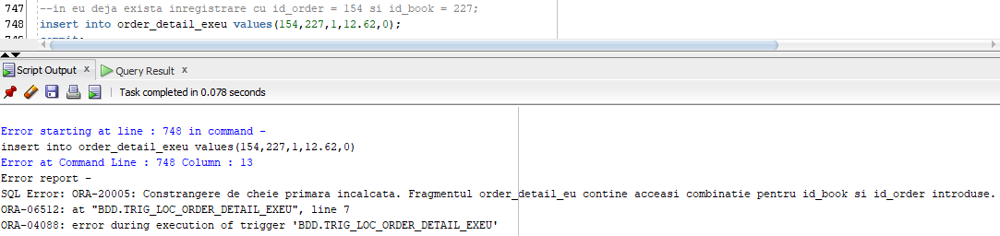 747 --in eu deja exista inregistrare cu id_order = 154 si id_book = 227;
748 insert into order_detail_exeu values(154,227,1,12.62,0);
Script Output x Query Result x
Task completed in 0.078 seconds
Error starting at line : 748 in command -
insert into order_detail_exeu values(154,227,1,12.62,0)
Error at Command Line : 748 Column : 13
Error report -
SQL Error: ORA-20005: Constrangere de cheie primara incalcata. Fragmentul order_detail_eu contine acceasi combinatie pentru id_book si id_order introduse.
ORA-06512: at "BDD.TRIG_LOC_ORDER_DETAIL_EXEU", line 7
ORA-04088: error during execution of trigger 'BDD.TRIG_LOC_ORDER_DETAIL_EXEU'